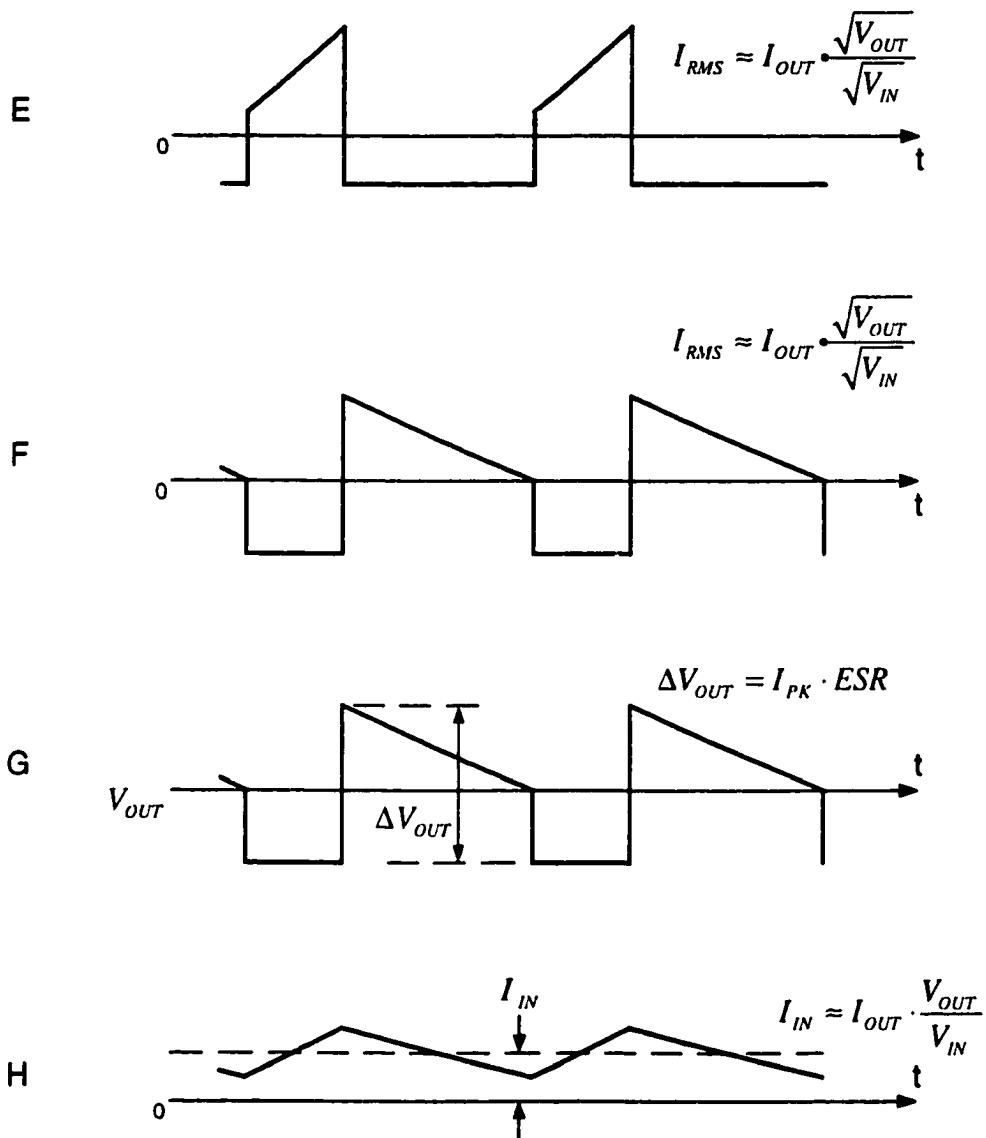 E
I_RMS ≈ I_OUT • √V_OUT / √V_IN
0
t
F
I_RMS ≈ I_OUT • √V_OUT / √V_IN
0
t
G
ΔV_OUT = I_PK · ESR
t
V_OUT
ΔV_OUT
H
I_IN
I_IN ≈ I_OUT · V_OUT / V_IN
t
0